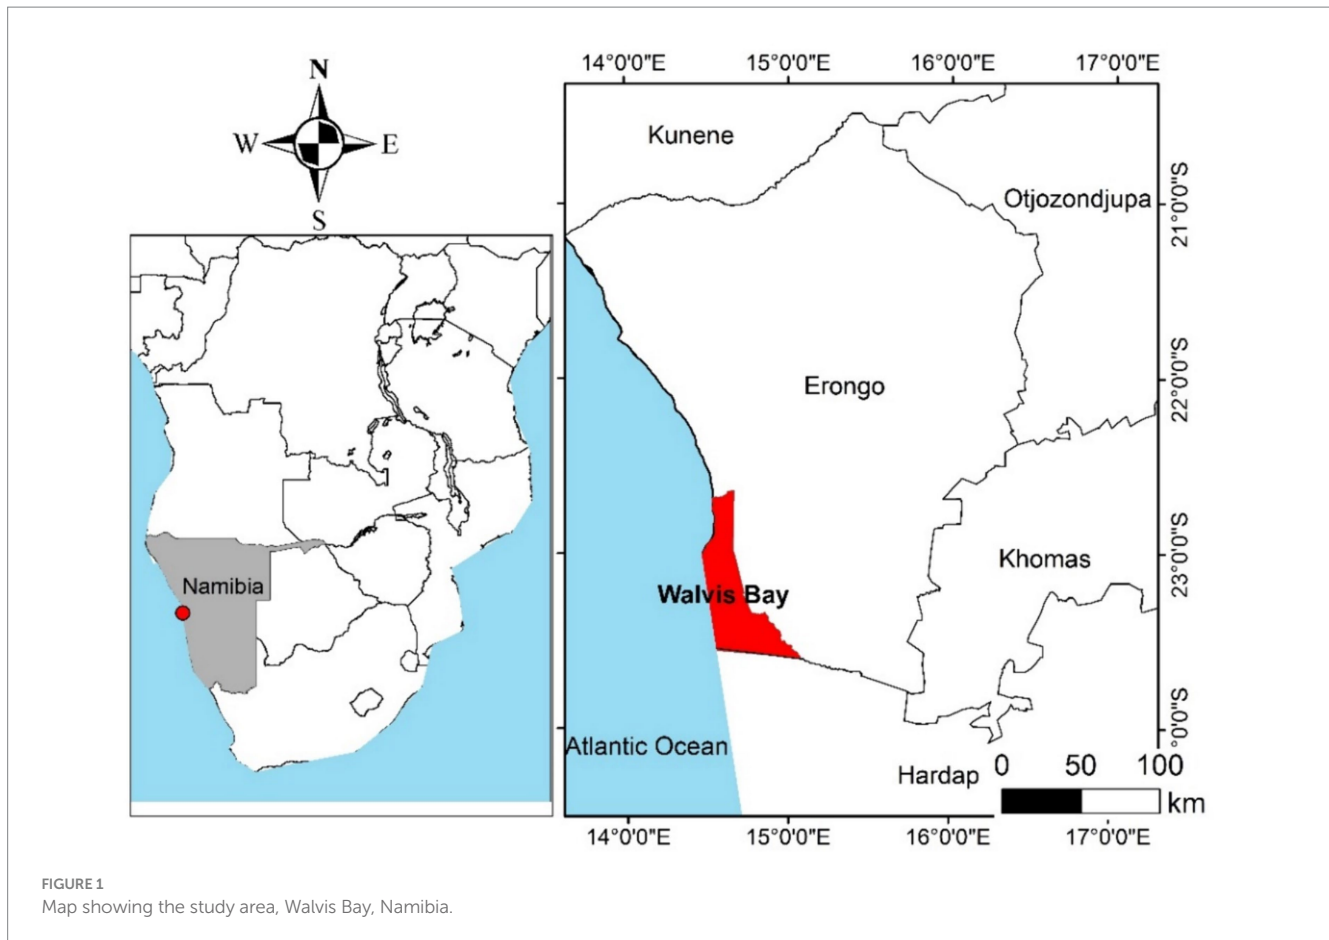 N
W E
S
Namibia
14°0'0"E 15°0'0"E 16°0'0"E 17°0'0"E
Kunene
Otjozondjupa
Erongo
Khomas
Walvis Bay
Atlantic Ocean
Hardap
21°0'0"S
22°0'0"S
23°0'0"S
°0'0"S
0 50 100
km
14°0'0"E 15°0'0"E 16°0'0"E 17°0'0"E
FIGURE 1
Map showing the study area, Walvis Bay, Namibia.